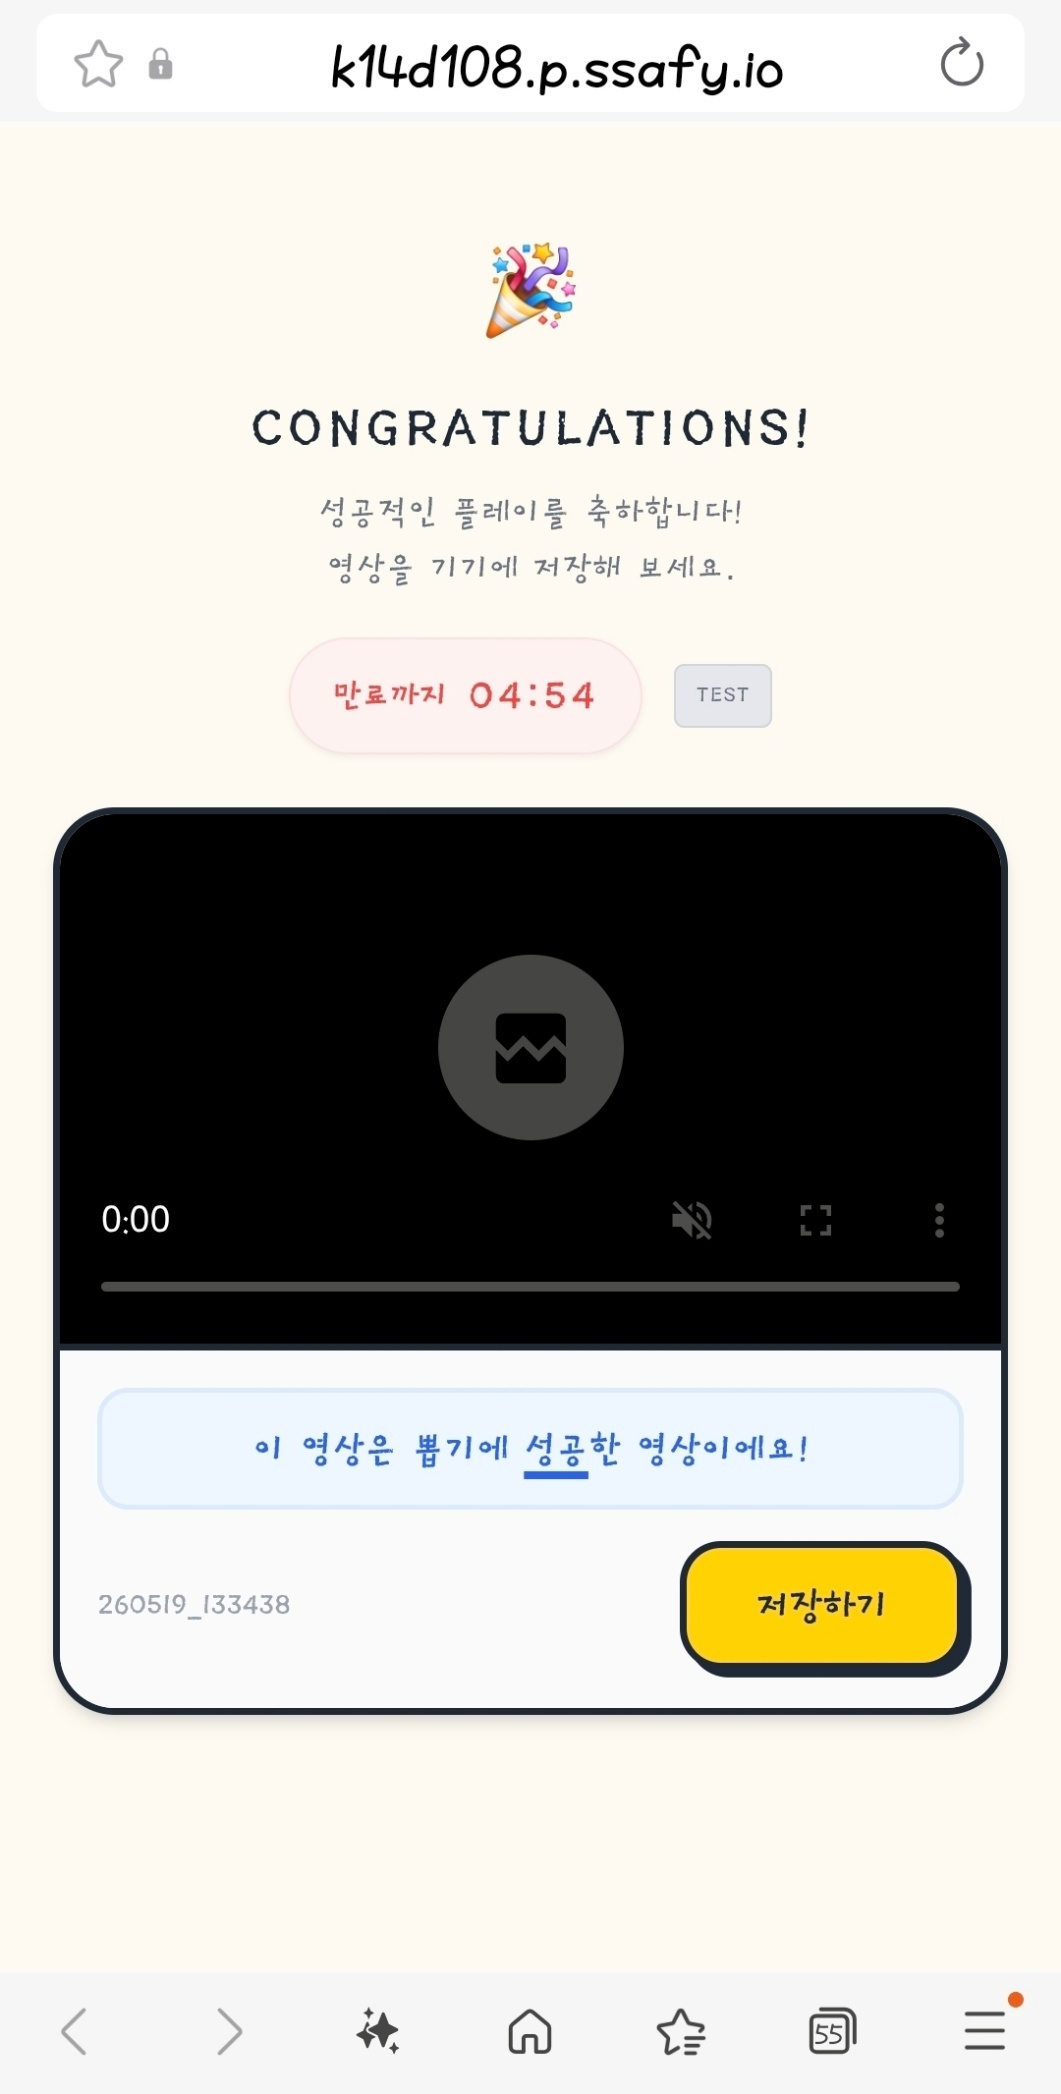 k14d108.p.ssafy.io
CONGRATULATIONS!
성공적인 플레이를 축하합니다!
영상을 기기에 저장해 보세요.
만료까지 04:54
TEST
0:00
이 영상은 뽑기에 성공한 영상이에요!
260519_133438
저장하기
55